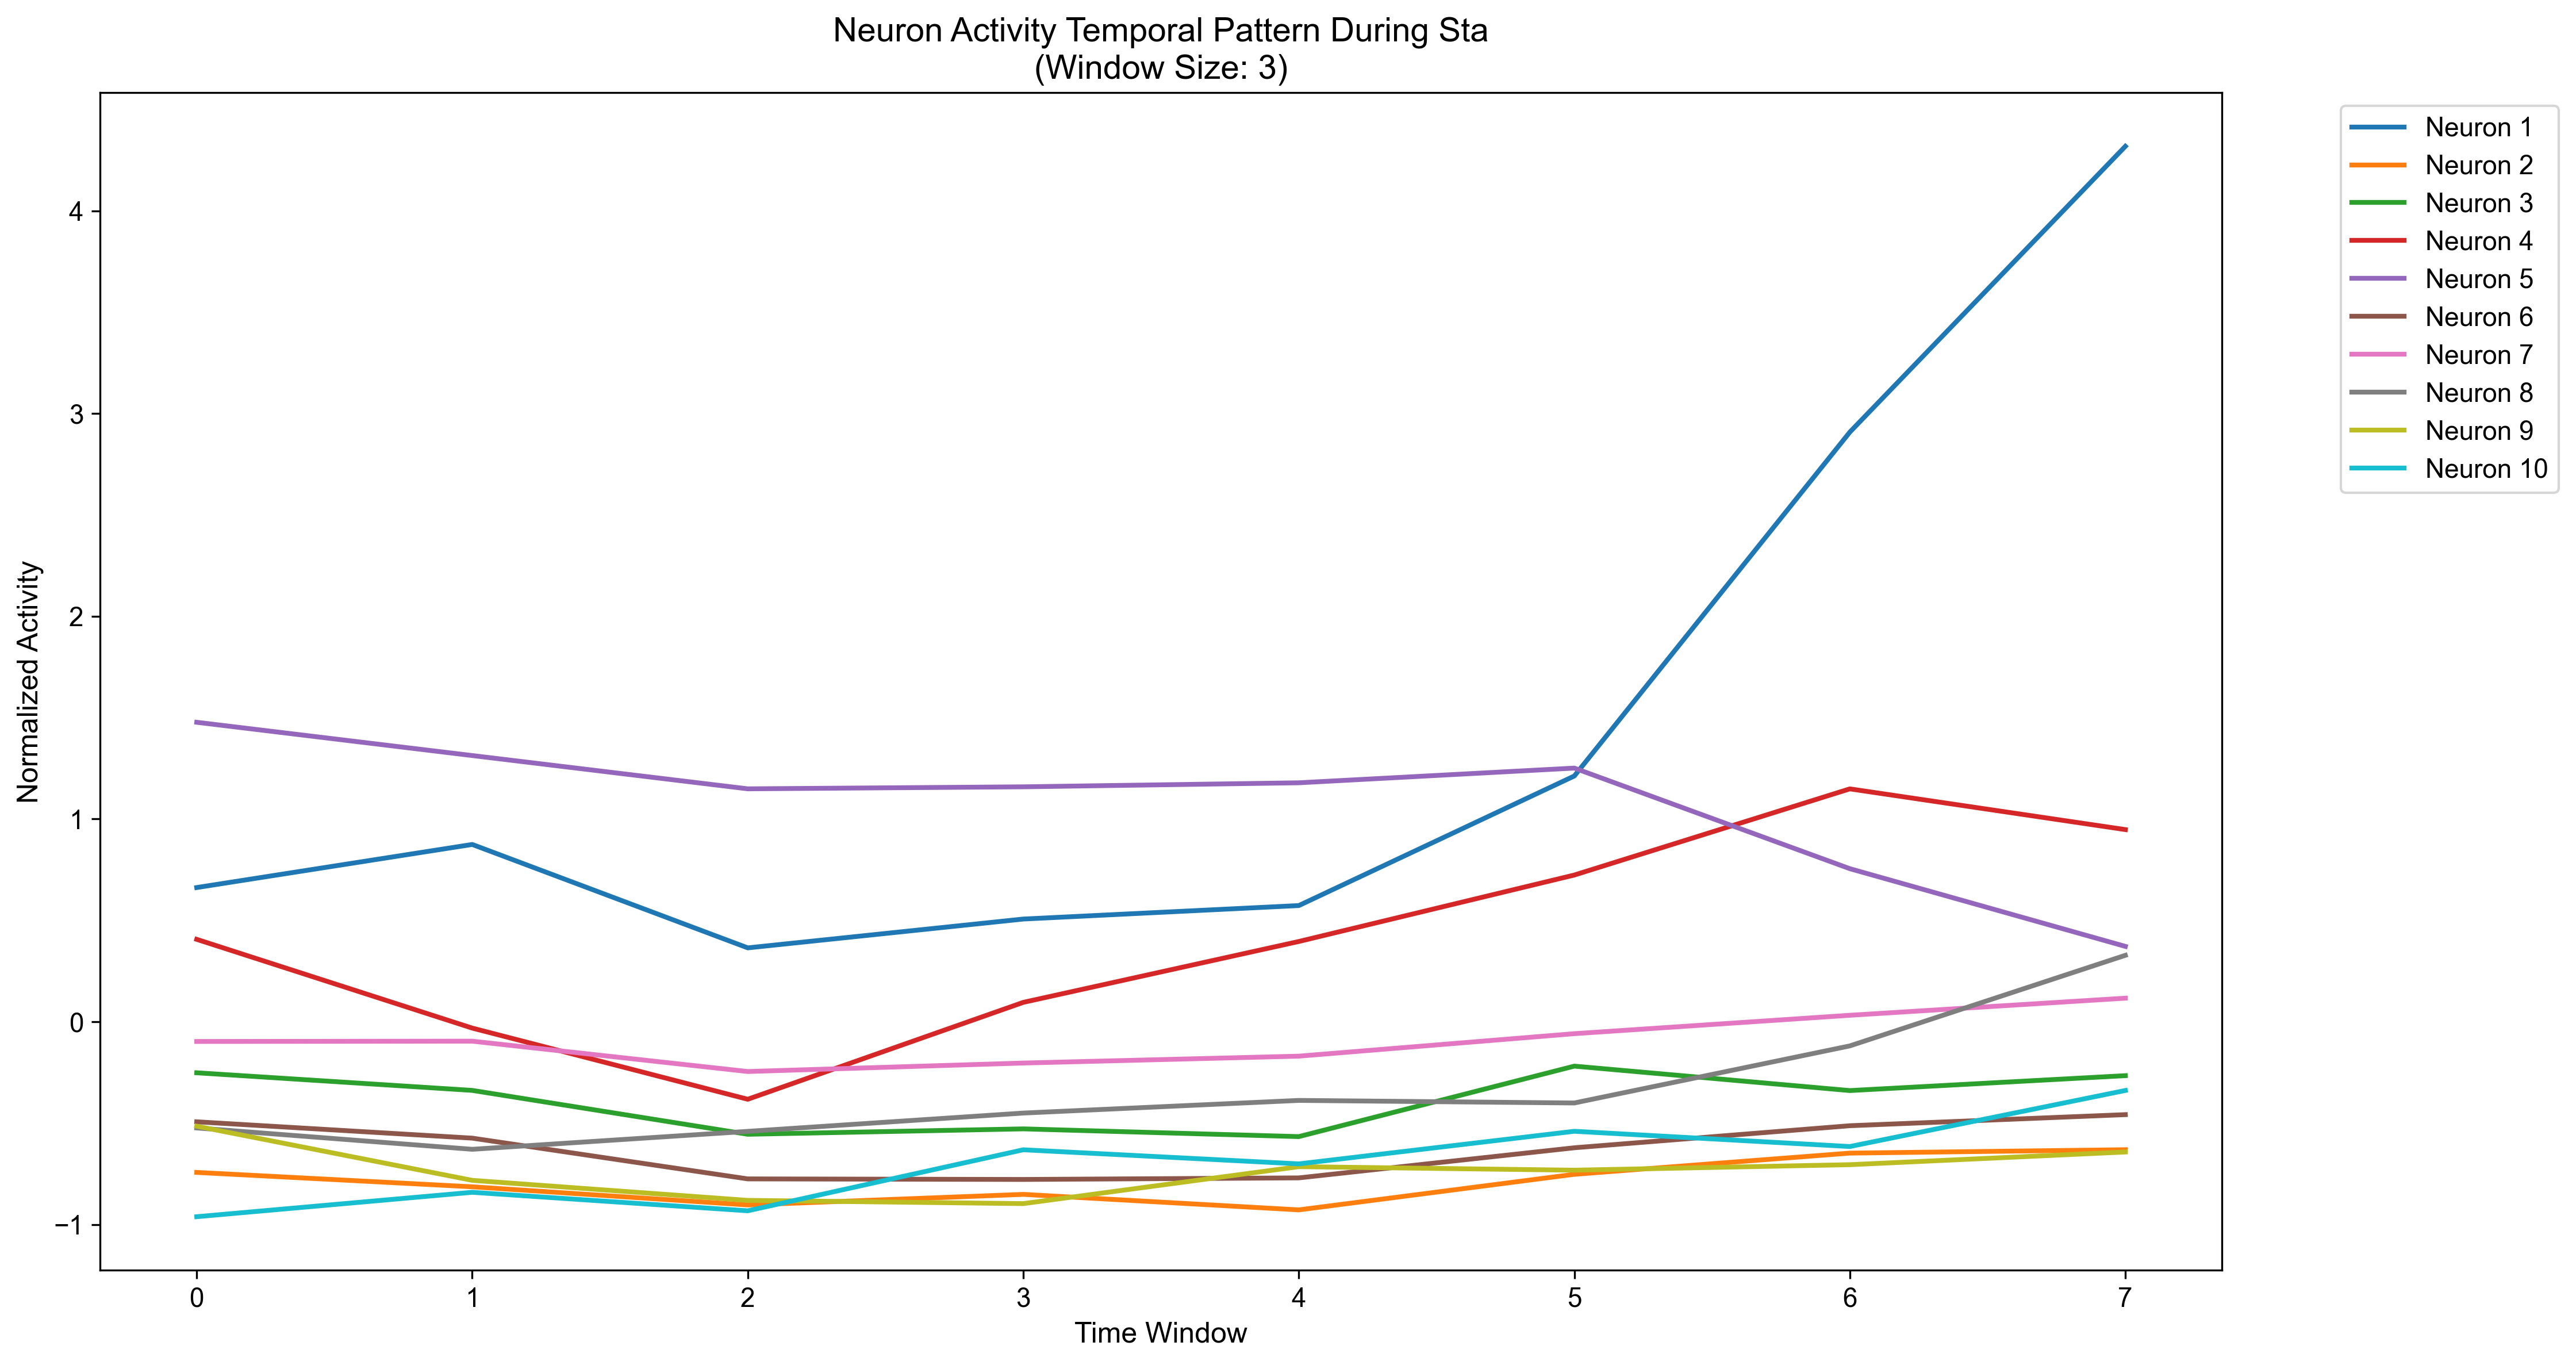 Neuron Activity Temporal Pattern During Sta
(Window Size: 3)
Neuron 1
Neuron 2
Neuron 3
Neuron 4
Neuron 5
Neuron 6
Neuron 7
Neuron 8
Neuron 9
Neuron 10
Normalized Activity
4
3
2
1
0
−1
0 1 2 3 4 5 6 7
Time Window